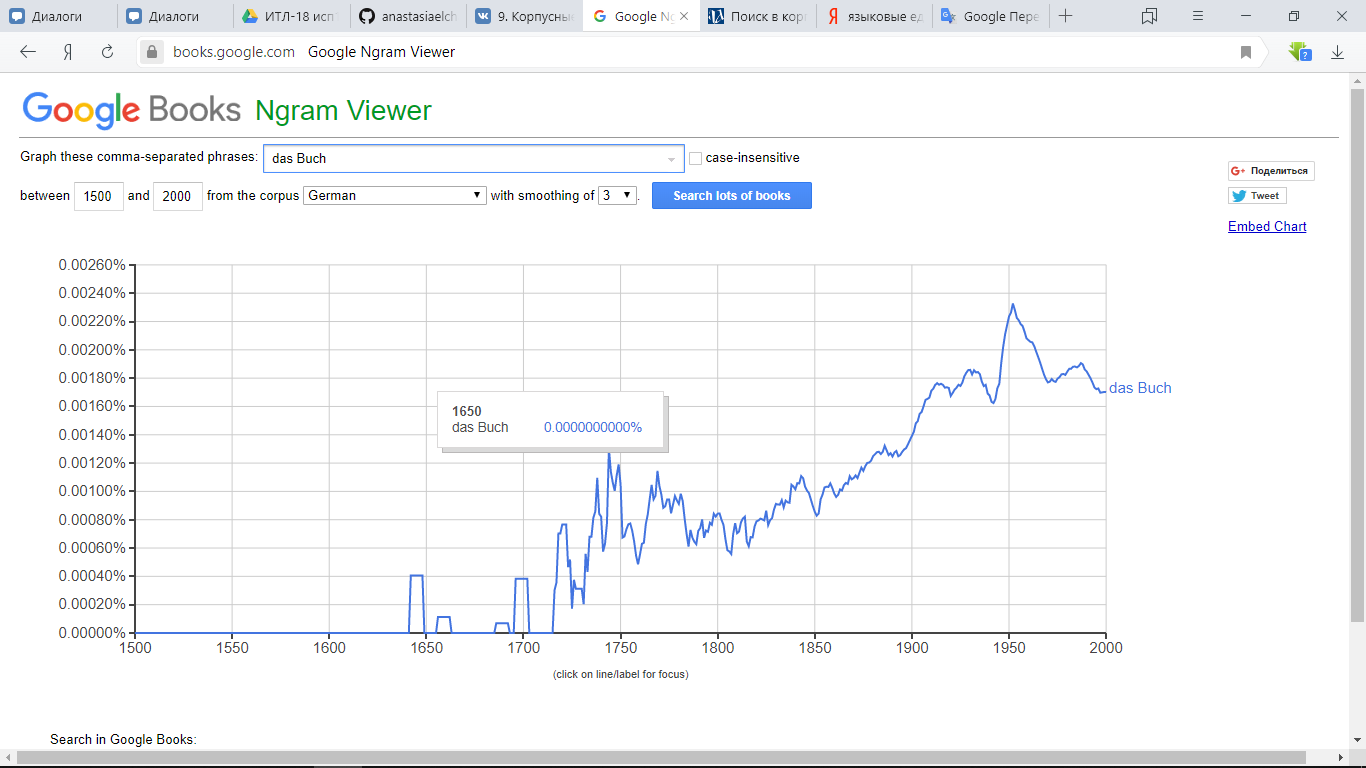 Диалоги
Диалоги
ИТЛ-18 исп
anastasiaelch
9. Корпусны
Google Ng
Поиск в кор
языковые ед
Google Пере
Я
books.google.com Google Ngram Viewer
Google Books Ngram Viewer
Graph these comma-separated phrases: das Buch case-insensitive
between 1500 and 2000 from the corpus German with smoothing of 3 . Search lots of books
G+ Поделиться
Tweet
Embed Chart
0.00260%
0.00240%
0.00220%
0.00200%
0.00180%
0.00160%
0.00140%
0.00120%
0.00100%
0.00080%
0.00060%
0.00040%
0.00020%
0.00000%
das Buch
1650
das Buch 0.0000000000%
1500 1550 1600 1650 1700 1750 1800 1850 1900 1950 2000
(click on line/label for focus)
Search in Google Books: